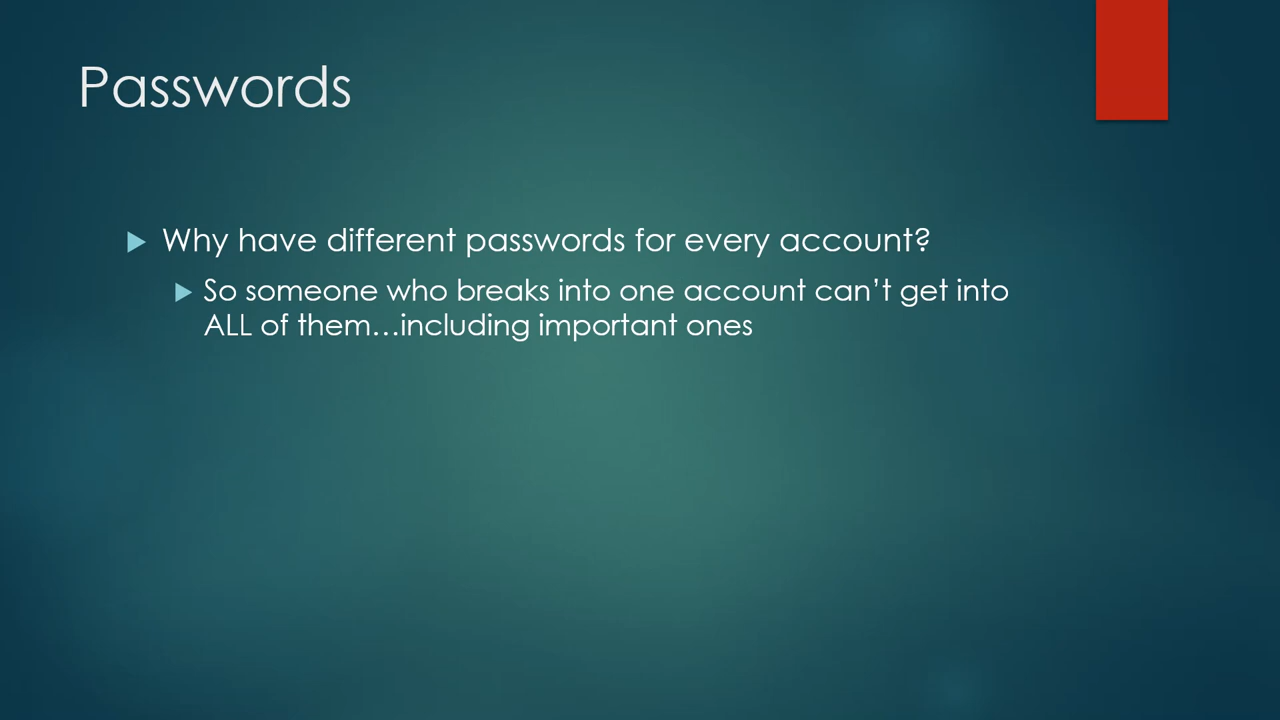 Passwords
Why have different passwords for every account?
So someone who breaks into one account can’t get into
ALL of them…including important ones